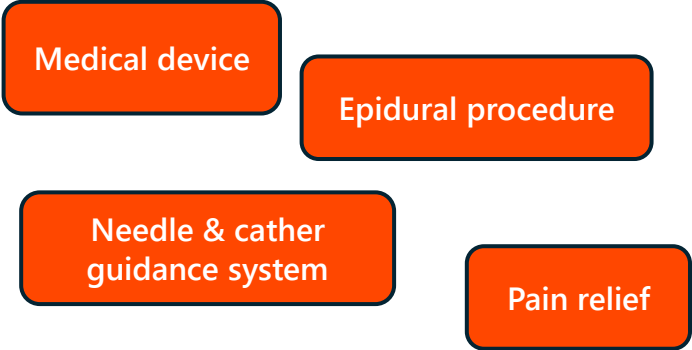 Medical device
Epidural procedure
Needle & cather
guidance system
Pain relief